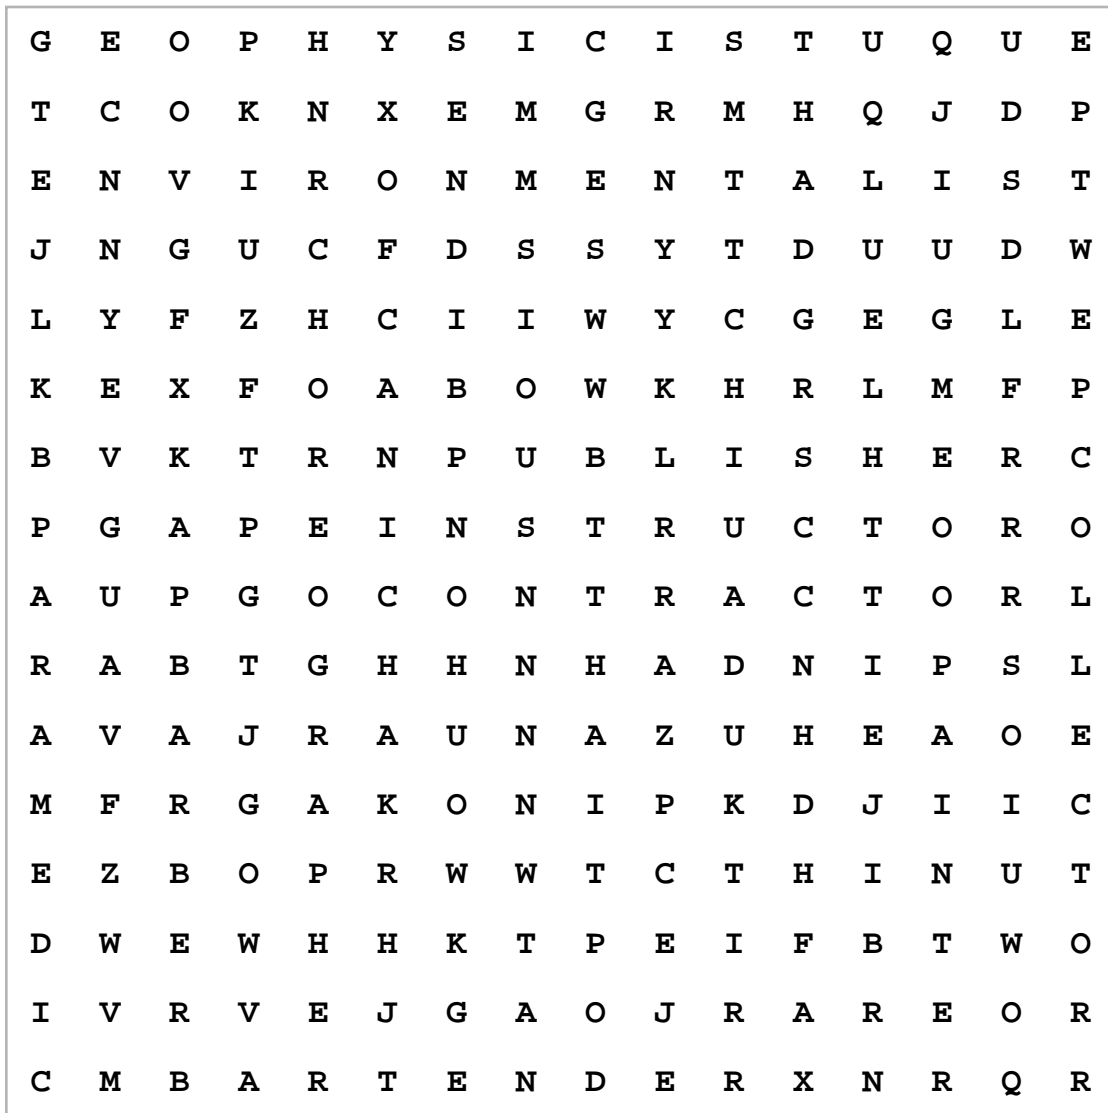 G E O P H Y S I C I S T U Q U E
T C O K N X E M G R M H Q J D P
E N V I R O N M E N T A L I S T
J N G U C F D S S Y T D U U D W
L Y F Z H C I I W Y C G E G L E
K E X F O A B O W K H R L M F P
B V K T R N P U B L I S H E R C
P G A P E I N S T R U C T O R O
A U P G O C O N T R A C T O R L
R A B T G H H N H A D N I P S L
A V A J R A U N A Z U H E A O E
M F R G A K O N I P K D J I I C
E Z B O P R W W T C T H I N U T
D W E W H H K T P E I F B T W O
I V R V E J G A O J R A R E O R
C M B A R T E N D E R X N R Q R